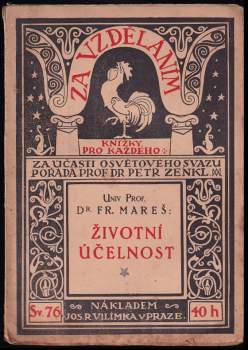 ZA VZDĚLANÍM
KNÍŽKY
PRO KAŽDÉHO
ZA ÚČASTI OSVĚTOVÉHO SVAZU
POŘÁDÁ PROF. DR PETR ZENKL.
UNIV PROF.
DR. FR. MAREŠ:
ŽIVOTNÍ
ÚČELNOST
Sv. 76.
NÁKLADEM
JOS. R. VILÍMKA V PRAZE.
40 h